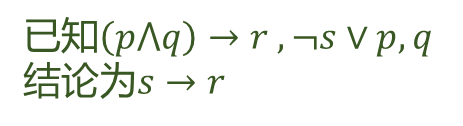 已知(p∧q) → r , ¬s ∨ p, q
结论为s → r